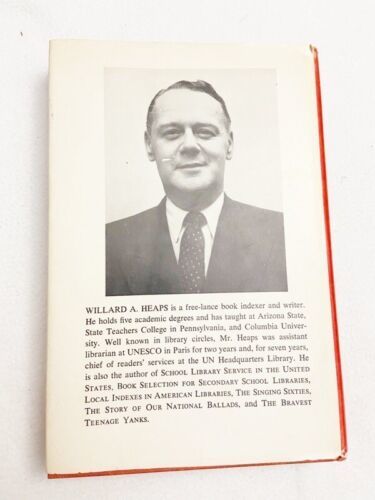 WILLARD A. HEAPS is a free-lance book indexer and writer.
He holds five academic degrees and has taught at Arizona State,
State Teachers College in Pennsylvania, and Columbia Univer-
sity. Well known in library circles, Mr. Heaps was assistant
librarian at UNESCO in Paris for two years and, for seven years,
chief of readers' services at the UN Headquarters Library. He
is also the author of SCHOOL LIBRARY SERVICE IN THE UNITED
STATES, BOOK SELECTION FOR SECONDARY SCHOOL LIBRARIES,
LOCAL INDEXES IN AMERICAN LIBRARIES, THE SINGING SIXTIES,
THE STORY OF OUR NATIONAL BALLADS, and THE BRAVEST
TEENAGE YANKS.